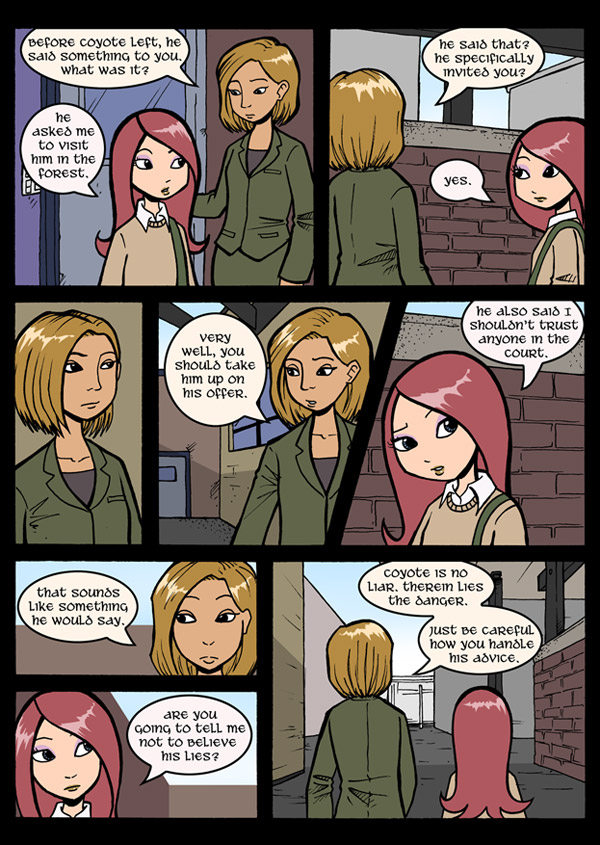 Before Coyote left, he
said something to you.
What was it?
He
asked me
to visit
him in the
forest.
He said that?
He specifically
invited you?
Yes.
Very
well, you
should take
him up on
his offer.
He also said I
shouldn't trust
anyone in the
court.
That sounds
like something
he would say.
Are you
going to tell me
not to believe
his lies?
Coyote is no
liar. Therein lies
the danger.
Just be careful
how you handle
his advice.